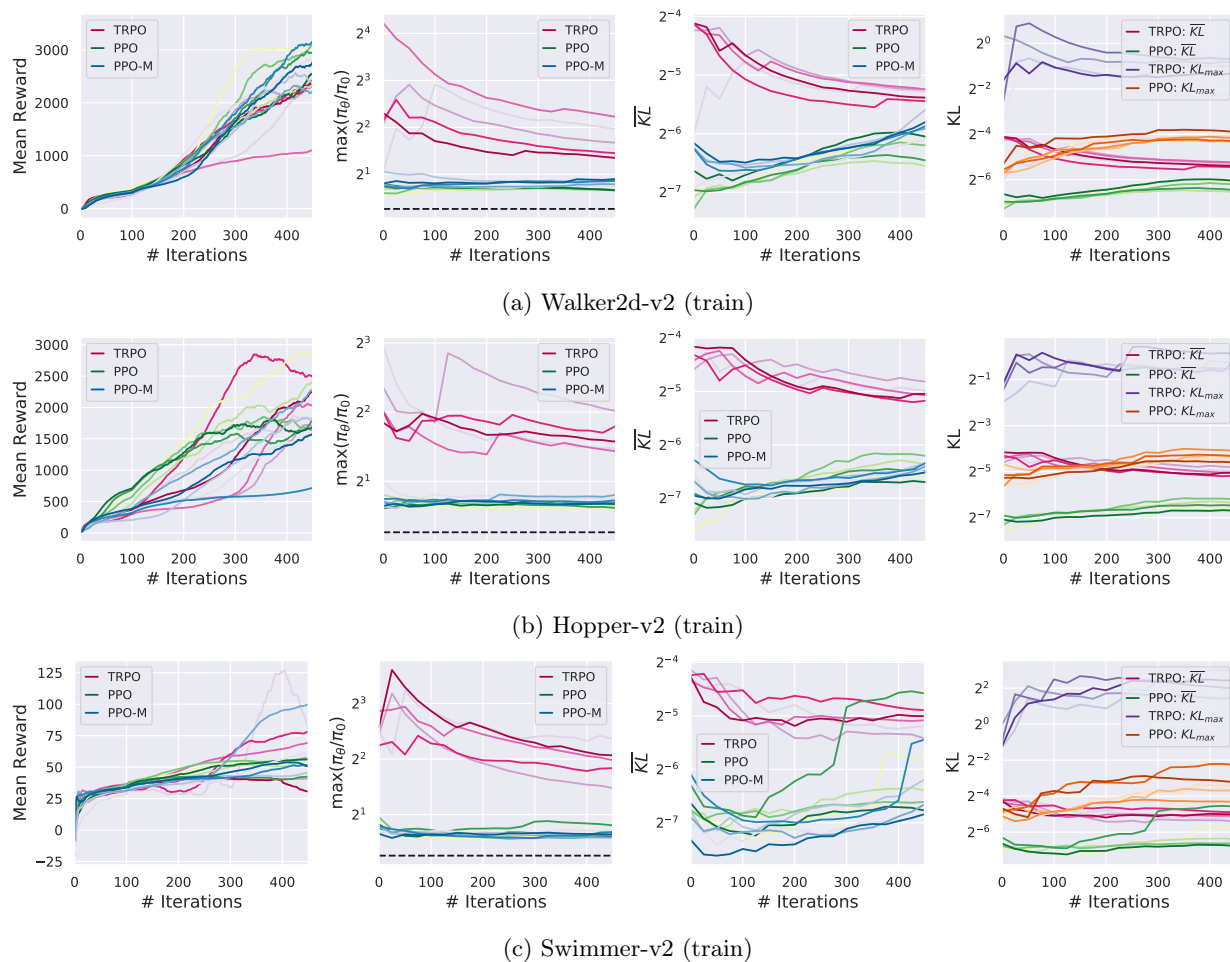 Mean Reward
3000
2000
1000
0
0 100 200 300 400
# Iterations
TRPO
PPO
PPO-M
max(π_θ/π_0)
2^4
2^3
2^2
2^1
0 100 200 300 400
# Iterations
TRPO
PPO
PPO-M
\overline{KL}
2^-4
2^-5
2^-6
2^-7
0 100 200 300 400
# Iterations
TRPO
PPO
PPO-M
KL
2^0
2^-2
2^-4
2^-6
0 100 200 300 400
# Iterations
TRPO: \overline{KL}
PPO: \overline{KL}
TRPO: KL_max
PPO: KL_max
(a) Walker2d-v2 (train)
Mean Reward
3000
2500
2000
1500
1000
500
0
0 100 200 300 400
# Iterations
TRPO
PPO
PPO-M
max(π_θ/π_0)
2^3
2^2
2^1
0 100 200 300 400
# Iterations
TRPO
PPO
PPO-M
\overline{KL}
2^-4
2^-5
2^-6
2^-7
0 100 200 300 400
# Iterations
TRPO
PPO
PPO-M
KL
2^-1
2^-3
2^-5
2^-7
0 100 200 300 400
# Iterations
TRPO: \overline{KL}
PPO: \overline{KL}
TRPO: KL_max
PPO: KL_max
(b) Hopper-v2 (train)
Mean Reward
125
100
75
50
25
0
−25
0 100 200 300 400
# Iterations
TRPO
PPO
PPO-M
max(π_θ/π_0)
2^3
2^2
2^1
0 100 200 300 400
# Iterations
TRPO
PPO
PPO-M
\overline{KL}
2^-4
2^-5
2^-6
2^-7
0 100 200 300 400
# Iterations
TRPO
PPO
PPO-M
KL
2^2
2^0
2^-2
2^-4
2^-6
0 100 200 300 400
# Iterations
TRPO: \overline{KL}
PPO: \overline{KL}
TRPO: KL_max
PPO: KL_max
(c) Swimmer-v2 (train)